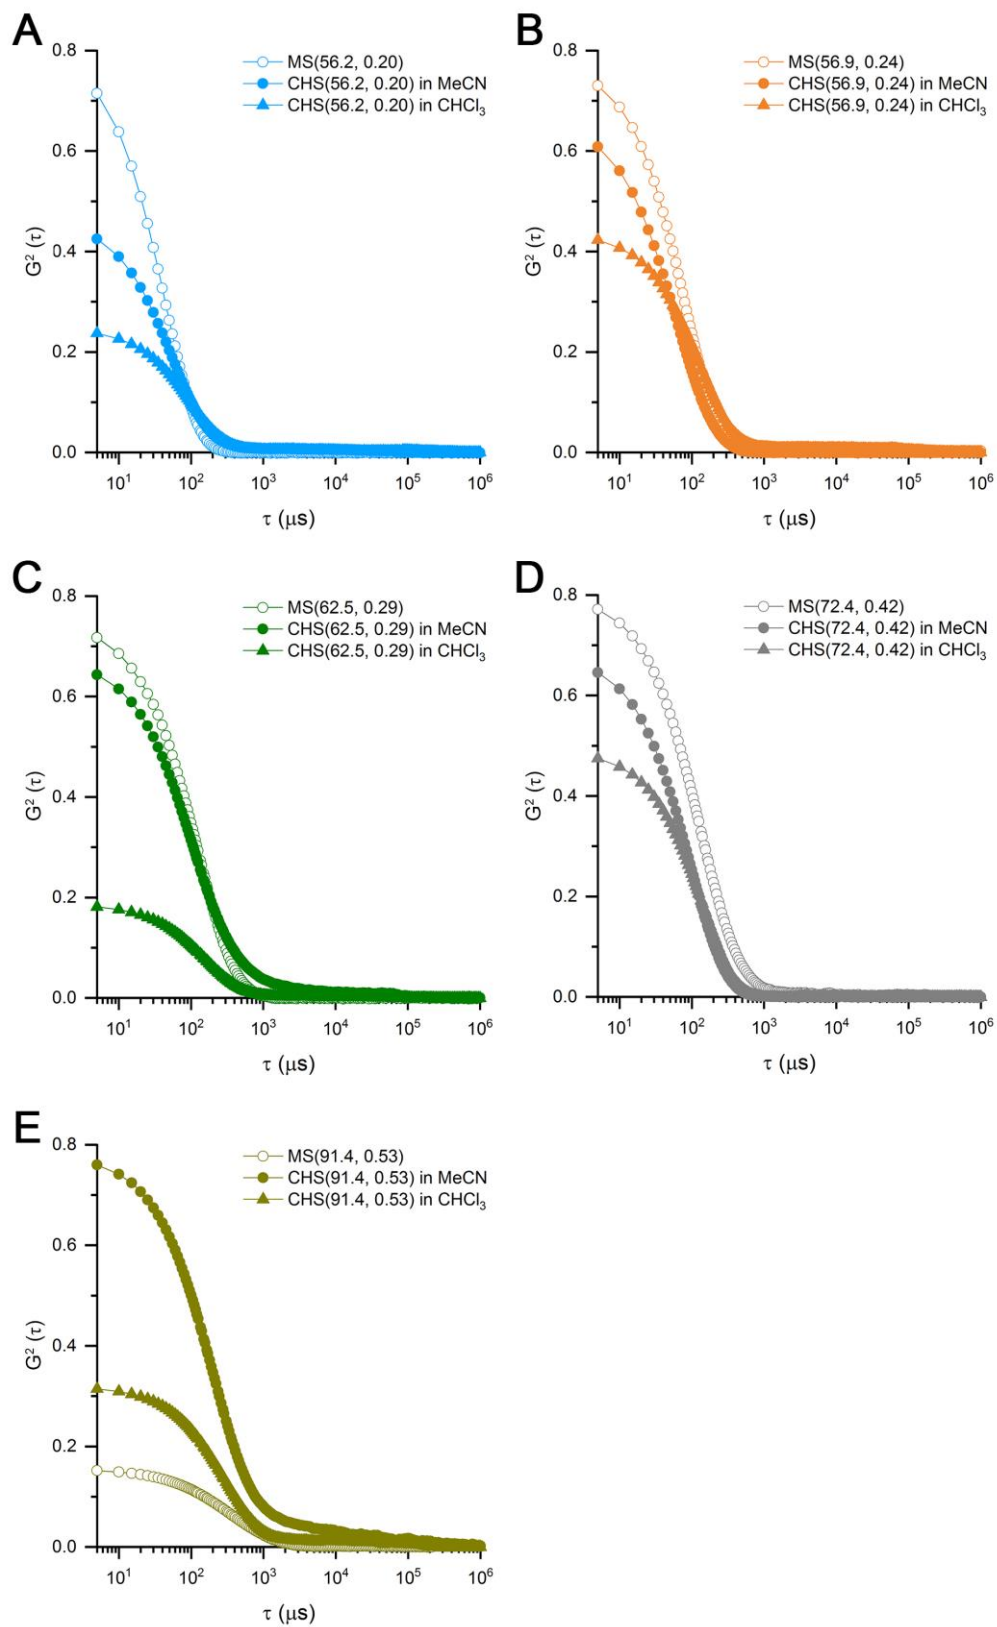 A
MS(56.2, 0.20)
CHS(56.2, 0.20) in MeCN
CHS(56.2, 0.20) in CHCl₃
0.8
0.6
0.4
0.2
0.0
G² (τ)
10¹ 10² 10³ 10⁴ 10⁵ 10⁶
τ (μs)
B
MS(56.9, 0.24)
CHS(56.9, 0.24) in MeCN
CHS(56.9, 0.24) in CHCl₃
0.8
0.6
0.4
0.2
0.0
G² (τ)
10¹ 10² 10³ 10⁴ 10⁵ 10⁶
τ (μs)
C
MS(62.5, 0.29)
CHS(62.5, 0.29) in MeCN
CHS(62.5, 0.29) in CHCl₃
0.8
0.6
0.4
0.2
0.0
G² (τ)
10¹ 10² 10³ 10⁴ 10⁵ 10⁶
τ (μs)
D
MS(72.4, 0.42)
CHS(72.4, 0.42) in MeCN
CHS(72.4, 0.42) in CHCl₃
0.8
0.6
0.4
0.2
0.0
G² (τ)
10¹ 10² 10³ 10⁴ 10⁵ 10⁶
τ (μs)
E
MS(91.4, 0.53)
CHS(91.4, 0.53) in MeCN
CHS(91.4, 0.53) in CHCl₃
0.8
0.6
0.4
0.2
0.0
G² (τ)
10¹ 10² 10³ 10⁴ 10⁵ 10⁶
τ (μs)